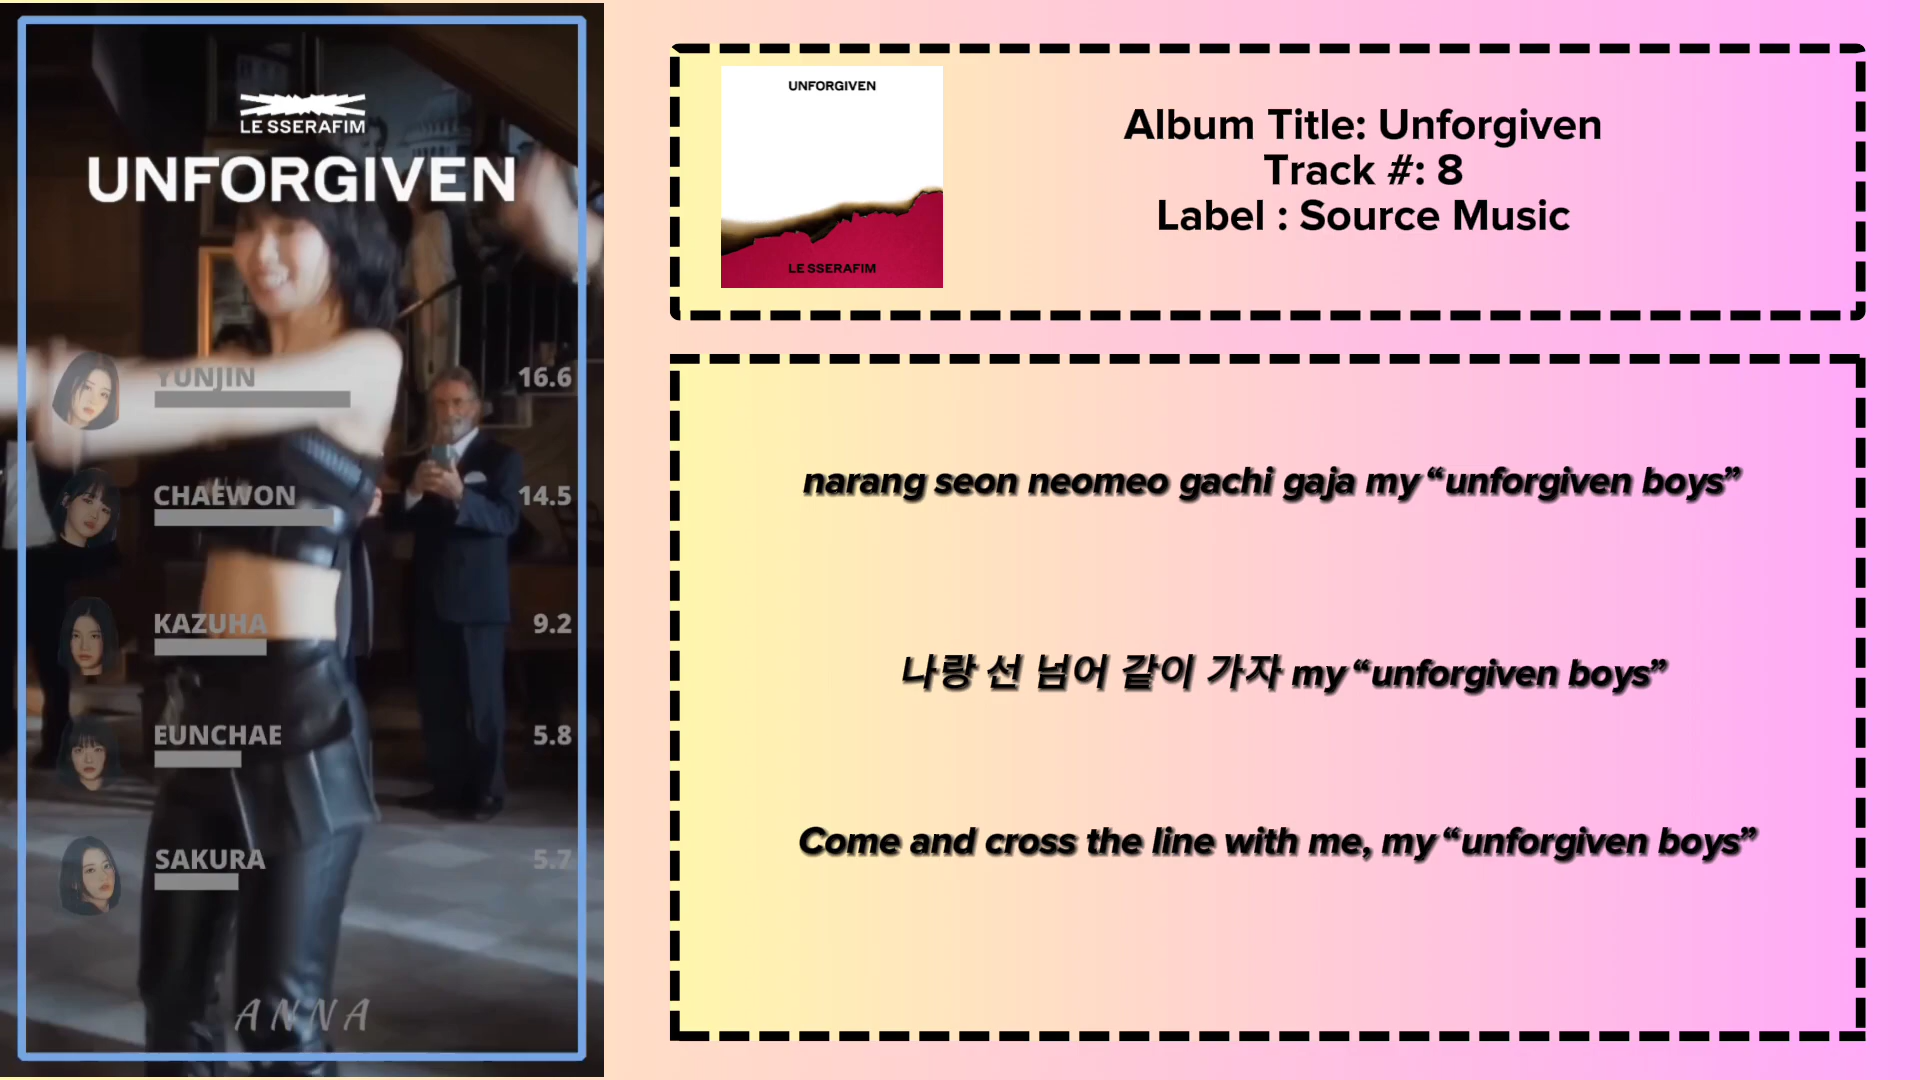 LE SSERAFIM
UNFORGIVEN
YUNJIN 16.6
CHAEWON 14.5
KAZUHA 9.2
EUNCHAE 5.8
SAKURA 5.7
ANNA
UNFORGIVEN
LE SSERAFIM
Album Title: Unforgiven
Track #: 8
Label : Source Music
narang seon neomeo gachi gaja my “unforgiven boys”
나랑 선 넘어 같이 가자 my “unforgiven boys”
Come and cross the line with me, my “unforgiven boys”